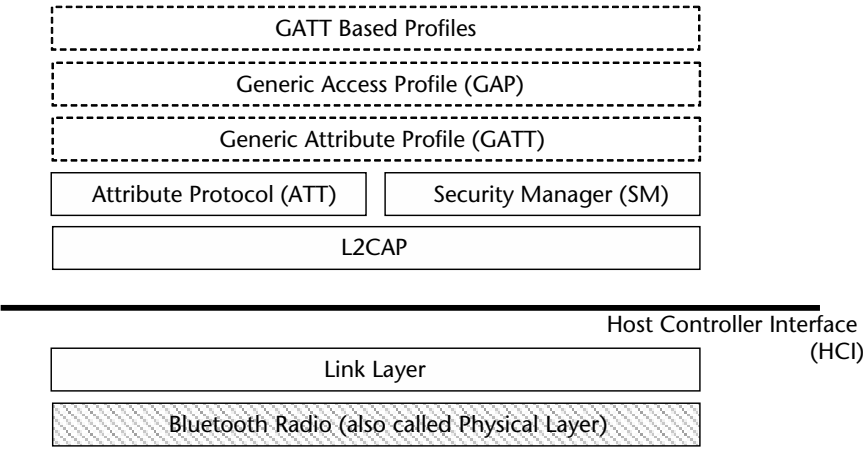 GATT Based Profiles
Generic Access Profile (GAP)
Generic Attribute Profile (GATT)
Attribute Protocol (ATT)
Security Manager (SM)
L2CAP
Host Controller Interface
(HCI)
Link Layer
Bluetooth Radio (also called Physical Layer)